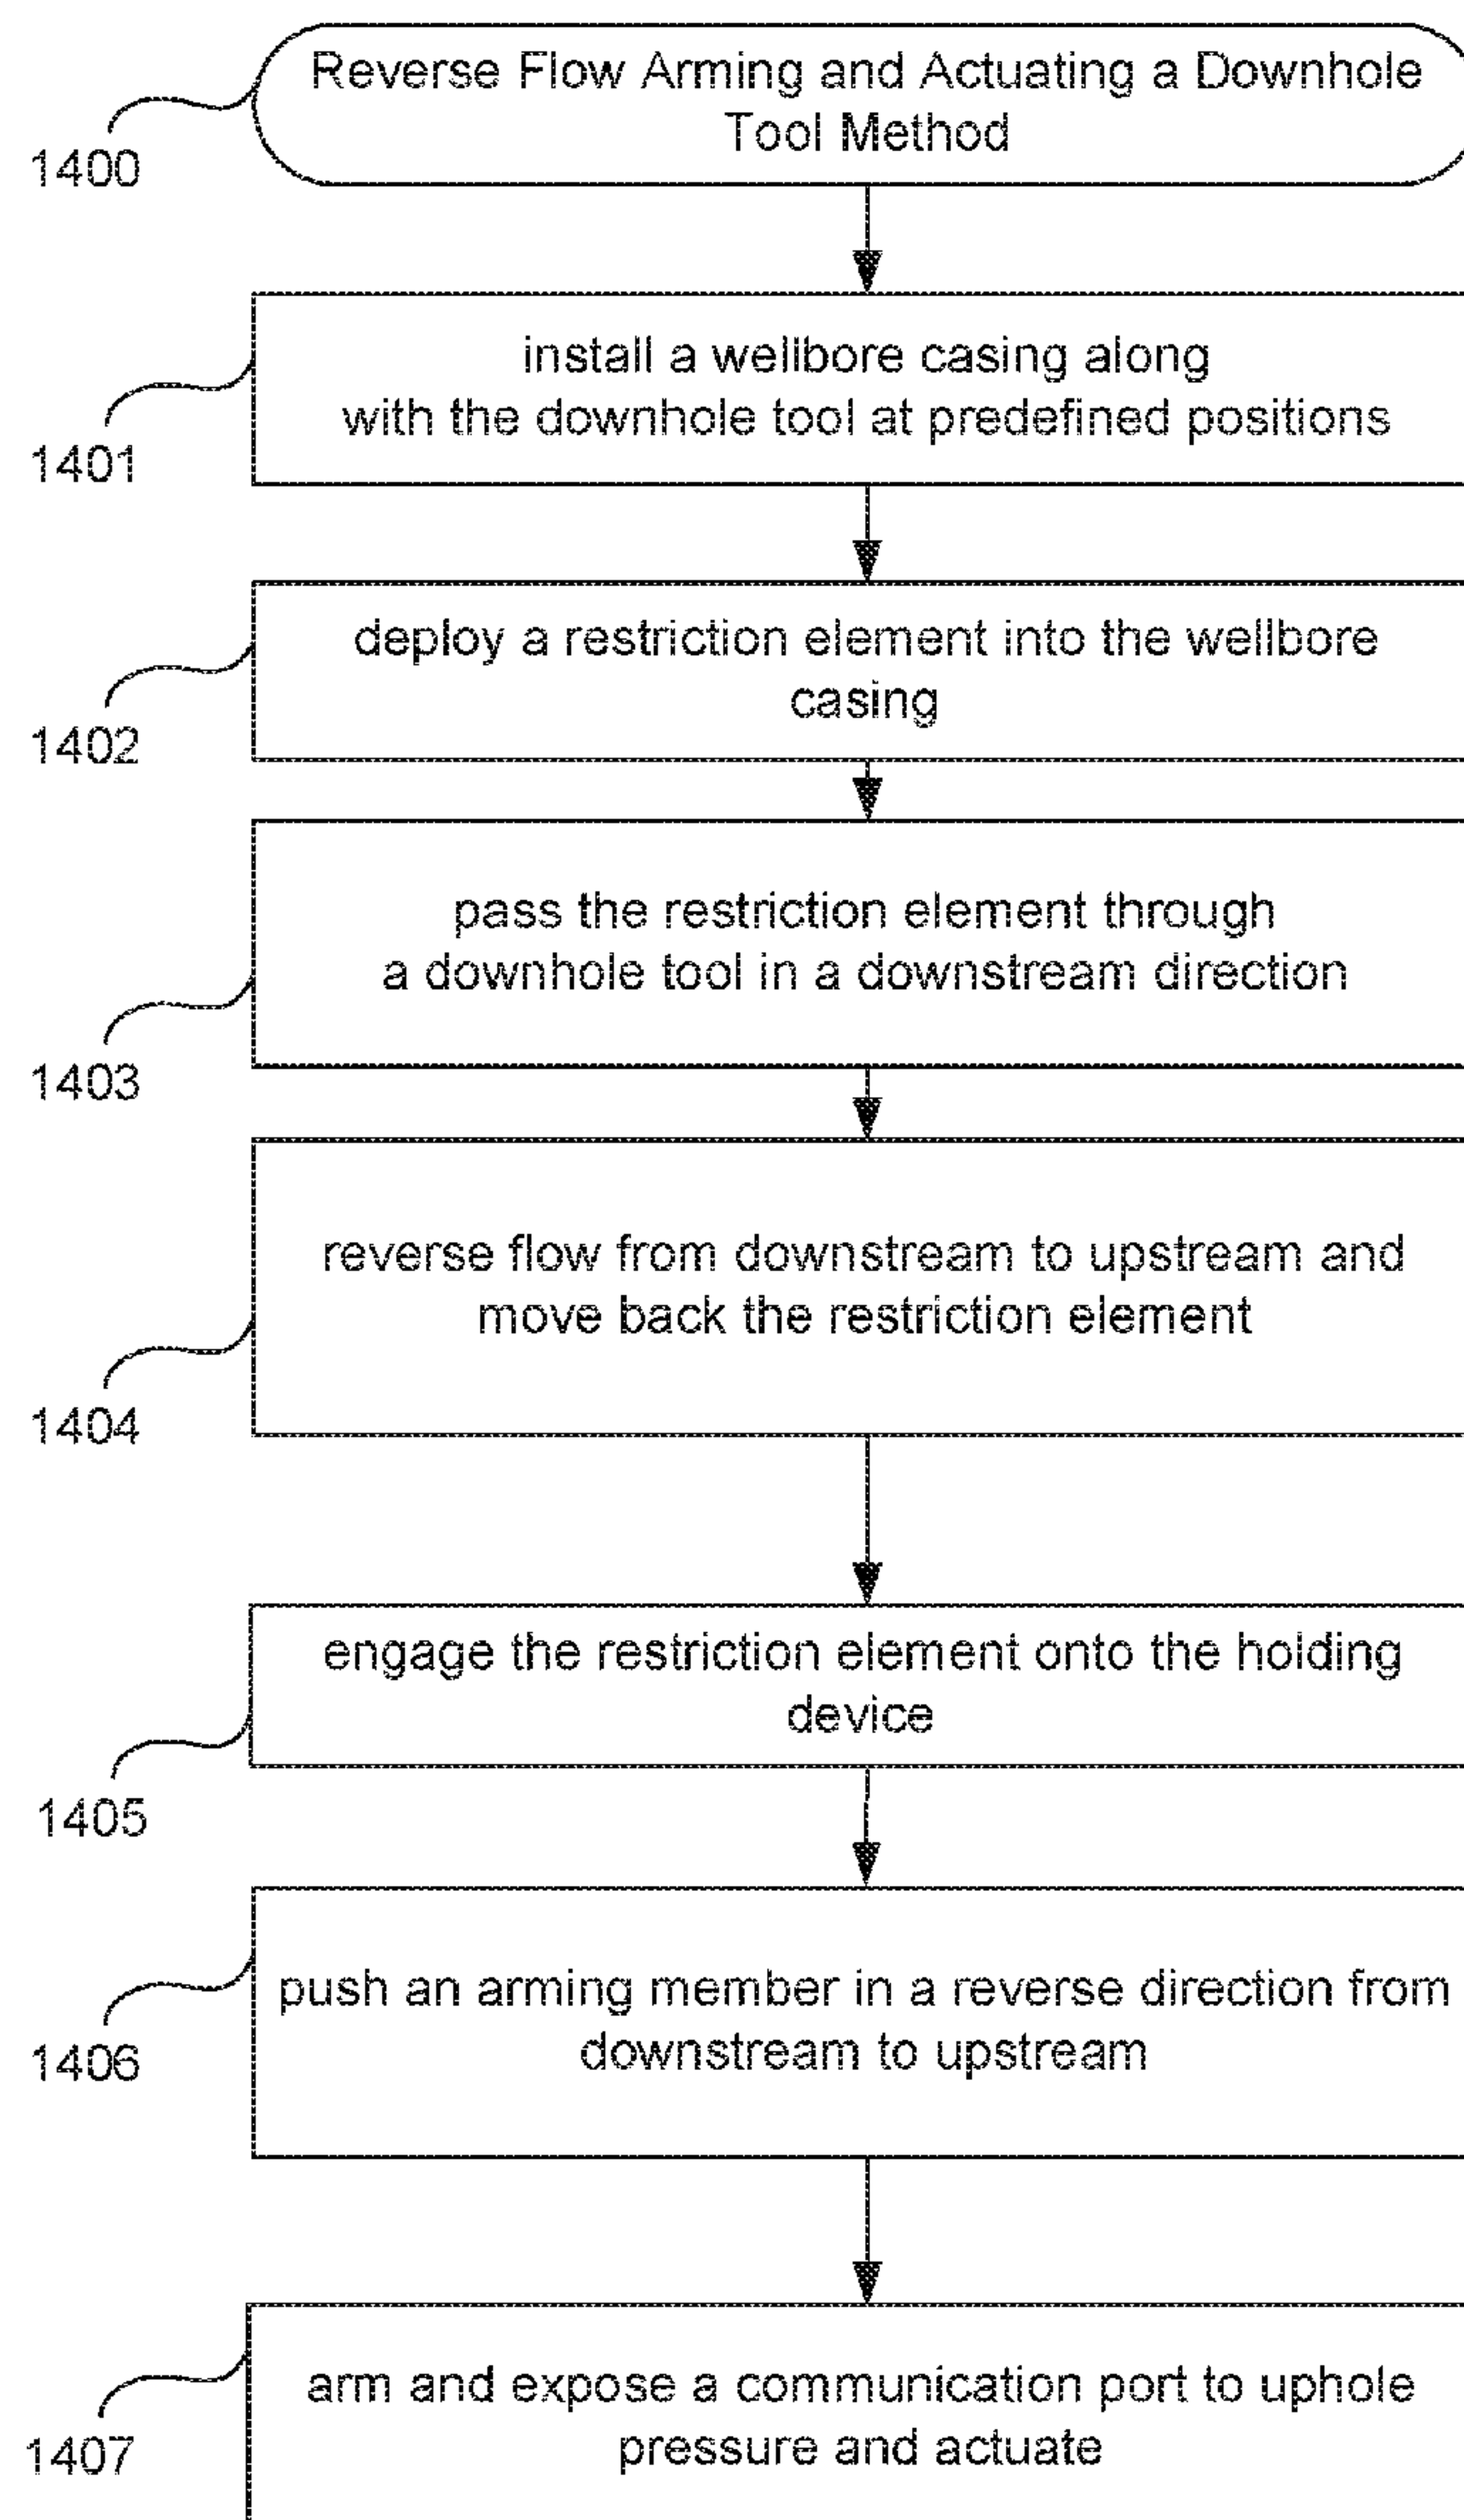 Reverse Flow Arming and Actuating a Downhole
Tool Method
1400
install a wellbore casing along
with the downhole tool at predefined positions
1401
deploy a restriction element into the wellbore
casing
1402
pass the restriction element through
a downhole tool in a downstream direction
1403
reverse flow from downstream to upstream and
move back the restriction element
1404
engage the restriction element onto the holding
device
1405
push an arming member in a reverse direction from
downstream to upstream
1406
arm and expose a communication port to uphole
pressure and actuate
1407